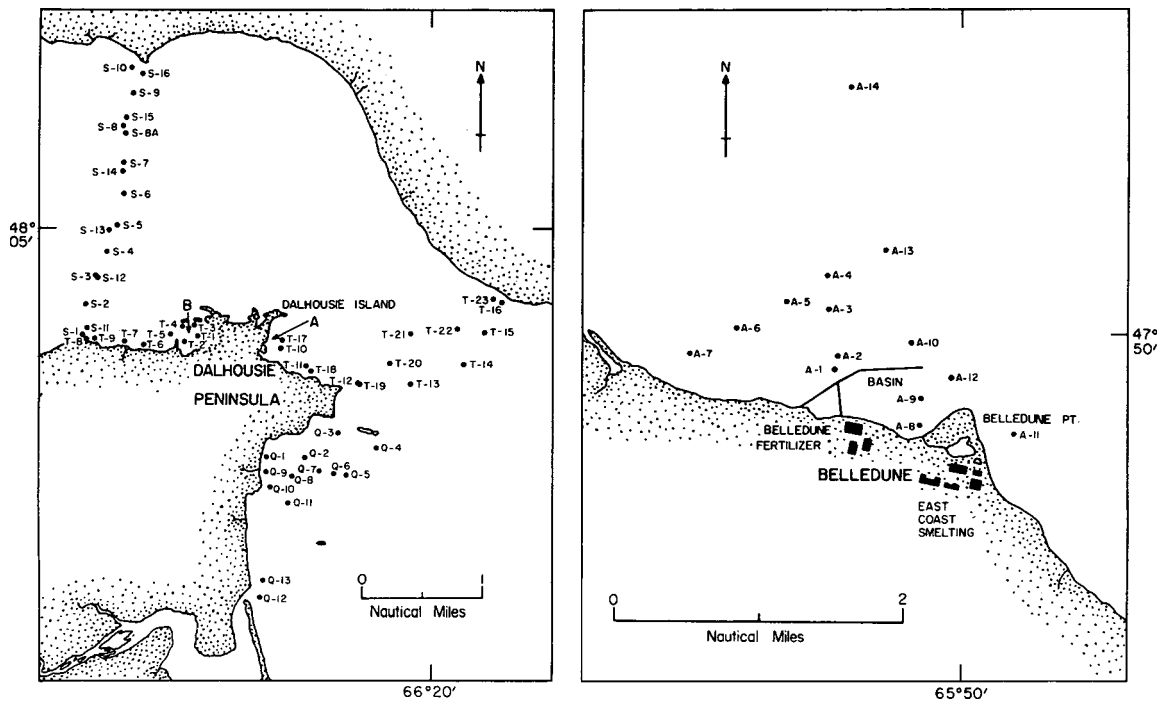 S-10
S-16
S-9
S-15
S-8
S-8A
S-7
S-14
S-6
S-5
S-13
S-4
S-3
S-12
S-2
S-11
S-1
T-8
T-9
T-7
T-6
T-5
T-4
B
T-3
T-1
T-2
48°
05′
N
DALHOUSIE ISLAND
A
T-17
T-10
T-11
T-18
T-12
T-19
T-20
T-13
T-21
T-22
T-23
T-16
T-15
T-14
DALHOUSIE
PENINSULA
Q-3
Q-4
Q-1
Q-2
Q-9
Q-7
Q-6
Q-5
Q-8
Q-10
Q-11
Q-13
Q-12
0 1
Nautical Miles
66°20′
N
A-14
A-13
A-4
A-5
A-3
A-6
A-7
A-2
A-1
A-10
47°
50′
BASIN
A-12
A-9
A-8
BELLEDUNE PT.
A-11
BELLEDUNE
FERTILIZER
BELLEDUNE
EAST
COAST
SMELTING
0 2
Nautical Miles
65°50′